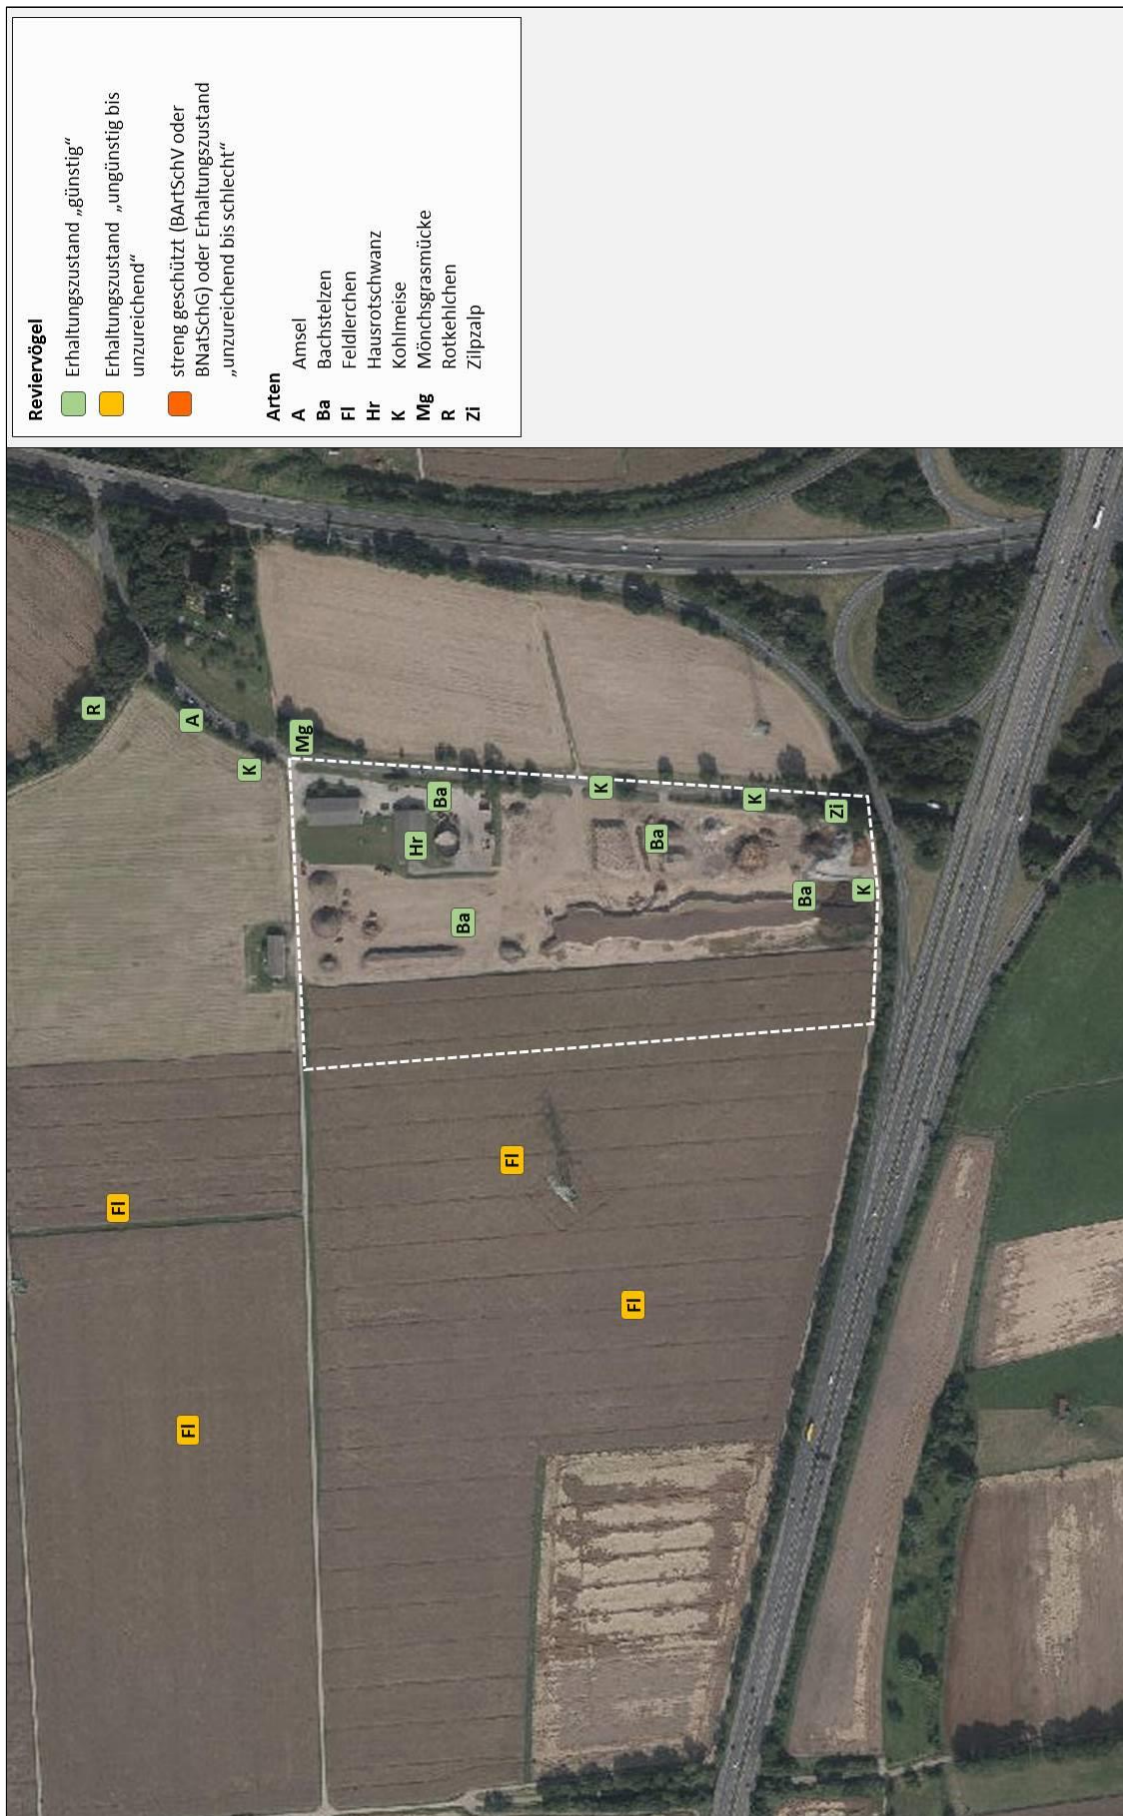 Reviervögel
Erhaltungszustand „günstig“
Erhaltungszustand „ungünstig bis
unzureichend“
streng geschützt (BArtSchV oder
BNatSchG) oder Erhaltungszustand
„unzureichend bis schlecht“
Arten
A Amsel
Ba Bachstelzen
Fl Feldlerchen
Hr Hausrotschwanz
K Kohlmeise
Mg Mönchsgrasmücke
R Rotkehlchen
Zi Zilpzalp
R
A
K
Mg
Ba
Hr
Ba
K
Ba
K
Zi
Ba
K
Fl
Fl
Fl
Fl